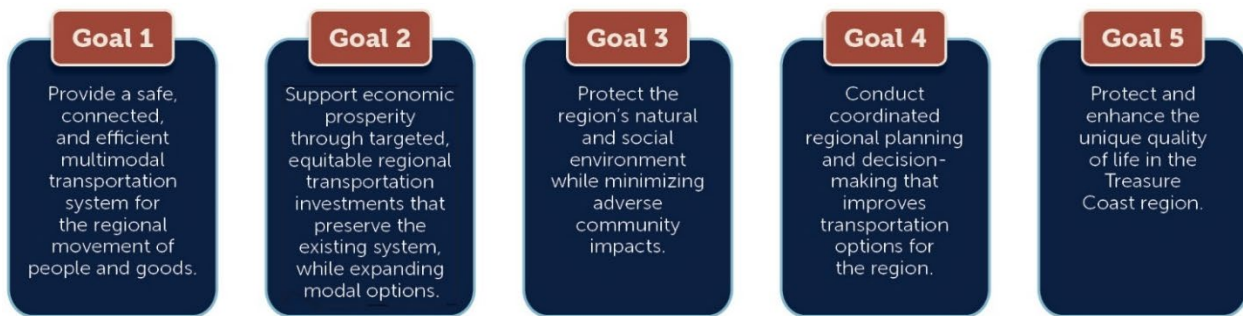 Goal 1
Provide a safe,
connected,
and efficient
multimodal
transportation
system for
the regional
movement of
people and goods.
Goal 2
Support economic
prosperity
through targeted,
equitable regional
transportation
investments that
preserve the
existing system,
while expanding
modal options.
Goal 3
Protect the
region's natural
and social
environment
while minimizing
adverse
community
impacts.
Goal 4
Conduct
coordinated
regional planning
and decision-
making that
improves
transportation
options for
the region.
Goal 5
Protect and
enhance the
unique quality
of life in the
Treasure
Coast region.